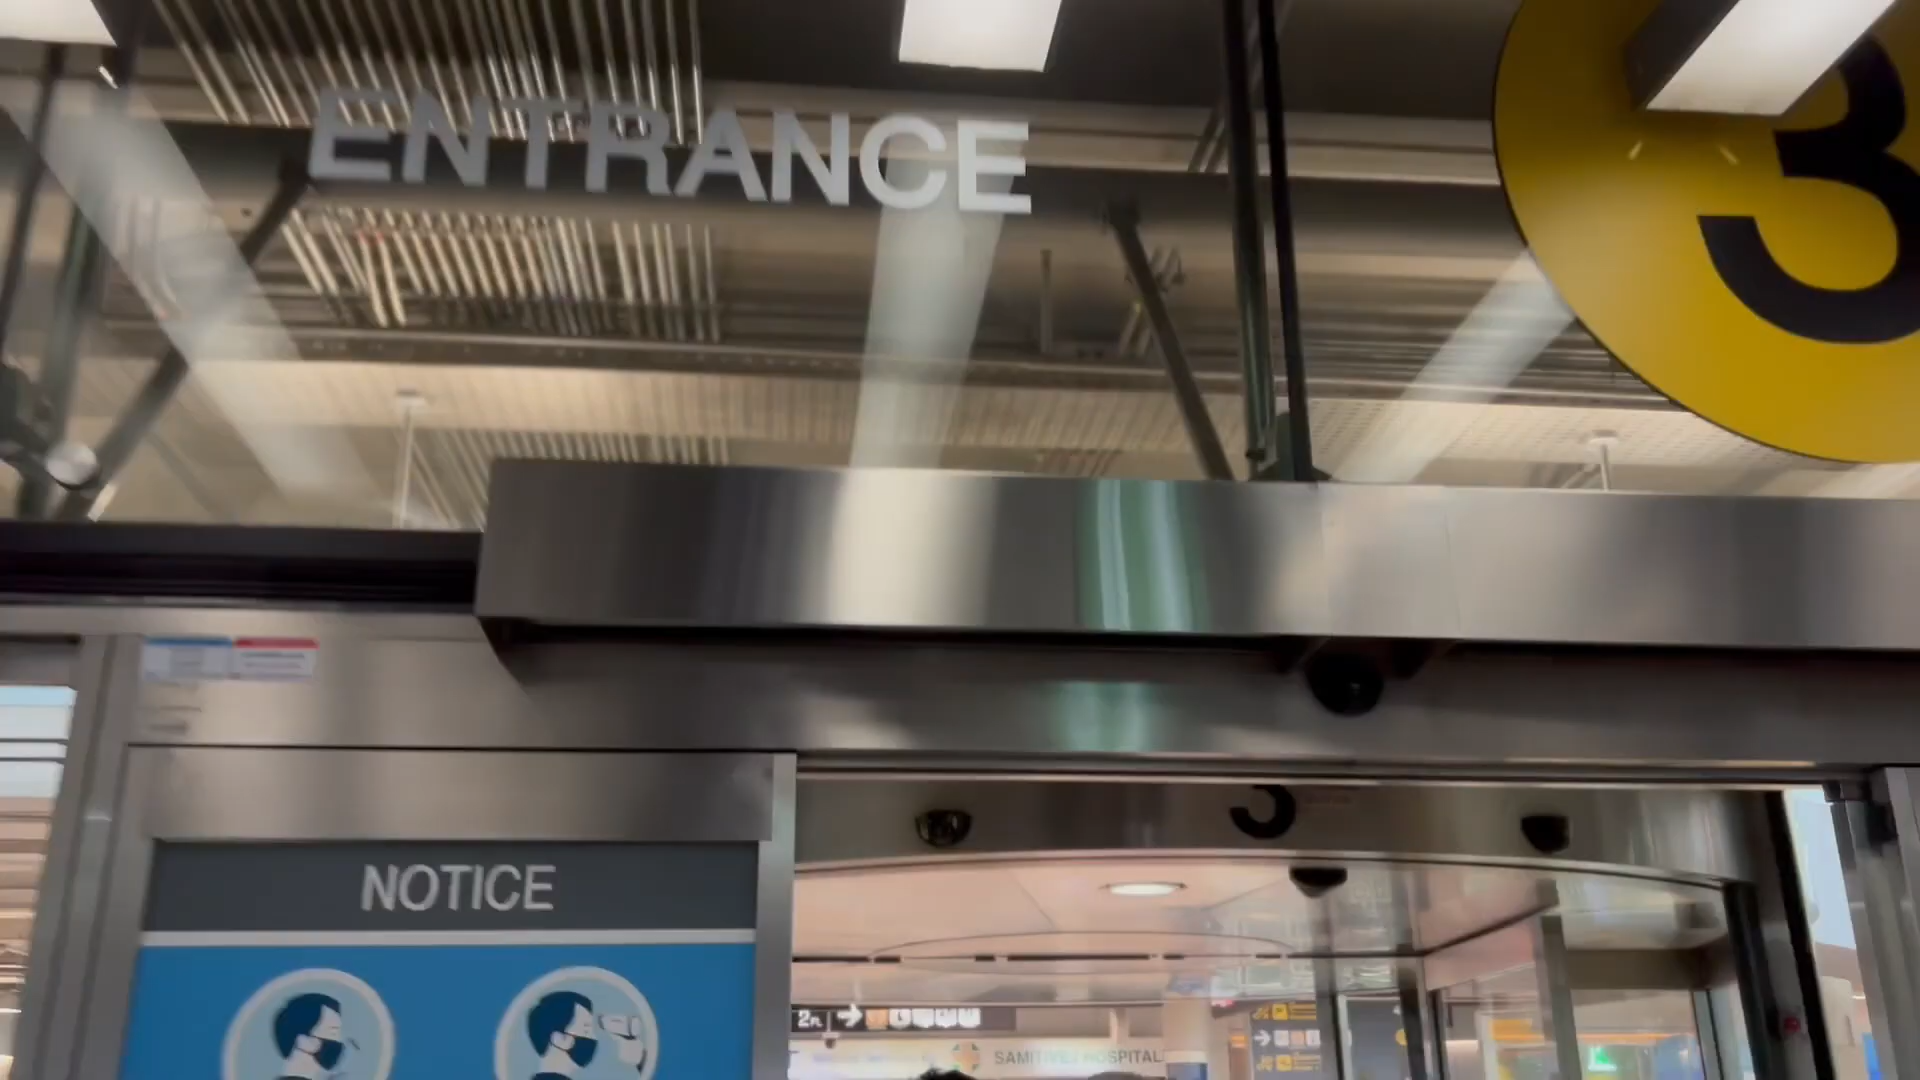 ENTRANCE
3
3
NOTICE
2FL
SAMITIVEJ HOSPITAL